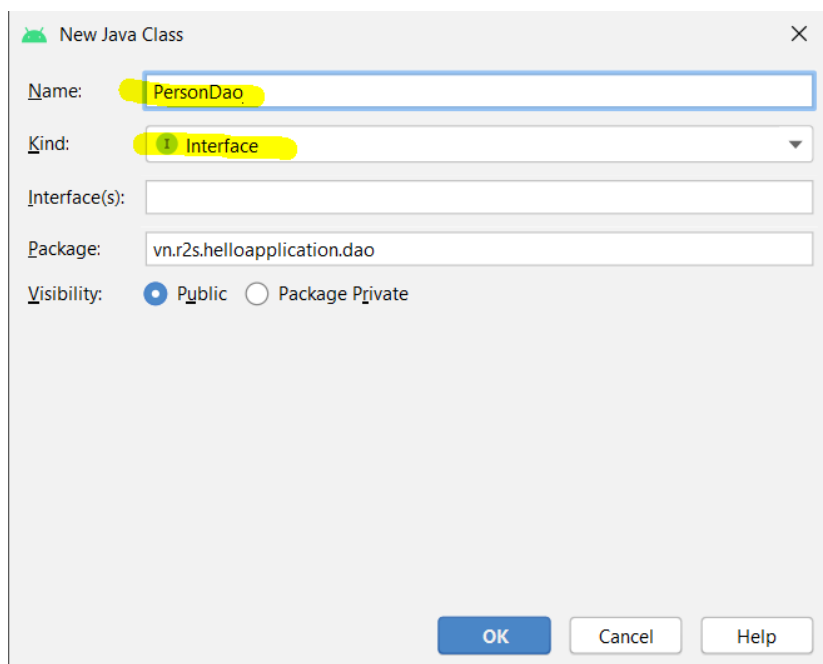 New Java Class
Name: PersonDao
Kind: I Interface
Interface(s):
Package: vn.r2s.helloapplication.dao
Visibility: Public Package Private
OK Cancel Help